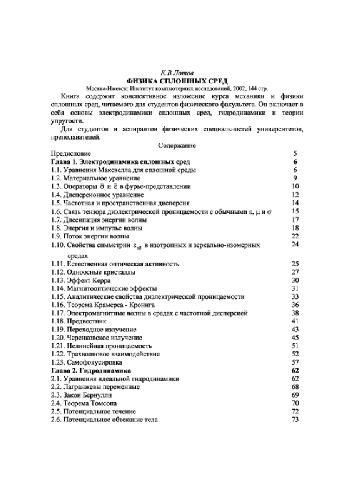 К.В.Попов
ФИЗИКА СПЛОШНЫХ СРЕД
Москва-Ижевск: Институт компьютерных исследований, 2002, 144 стр.
Книга содержит конспективное изложение курса механики и физики
сплошных сред, читаемого для студентов физического факультета. Он включает в
себя основы электродинамики сплошных сред, гидродинамики и теории
упругости.
Для студентов и аспирантов физических специальностей университетов,
преподавателей.
Содержание
Предисловие 5
Глава 1. Электродинамика сплошных сред 6
1.1. Уравнения Максвелла для сплошной среды 6
1.2. Материальное уравнение 9
1.3. Операторы в фурье-представлении 10
1.4. Дисперсионное уравнение 12
1.5. Частотная и пространственная дисперсия 14
1.6. Связь тензора диэлектрической проницаемости с обычными ε, μ и σ 15
1.7. Диссипация энергии волны 17
1.8. Энергия и импульс волны 18
1.9. Поток энергии волны 22
1.10. Свойства симметрии в изотропных и зеркально-изомерных 24
средах
1.11. Естественная оптическая активность 25
1.12. Одноосные кристаллы 27
1.13. Эффект Керра 30
1.14. Магнитооптические эффекты 31
1.15. Аналитические свойства диэлектрической проницаемости 33
1.16. Теорема Крамерса - Кронига 36
1.17. Электромагнитные волны в средах с частотной дисперсией 38
1.18. Предвестники 41
1.19. Переходное излучение 43
1.20. Черенковское излучение 45
1.21. Нелинейная проницаемость 51
1.22. Трехволновое взаимодействие 52
1.23. Самофокусировка 57
Глава 2. Гидродинамика 62
2.1. Уравнения идеальной гидродинамики 62
2.2. Лагранжевы переменные 68
2.3. Закон Бернулли 69
2.4. Теорема Томсона 70
2.5. Потенциальное течение 72
2.6. Потенциальное обтекание тела 73